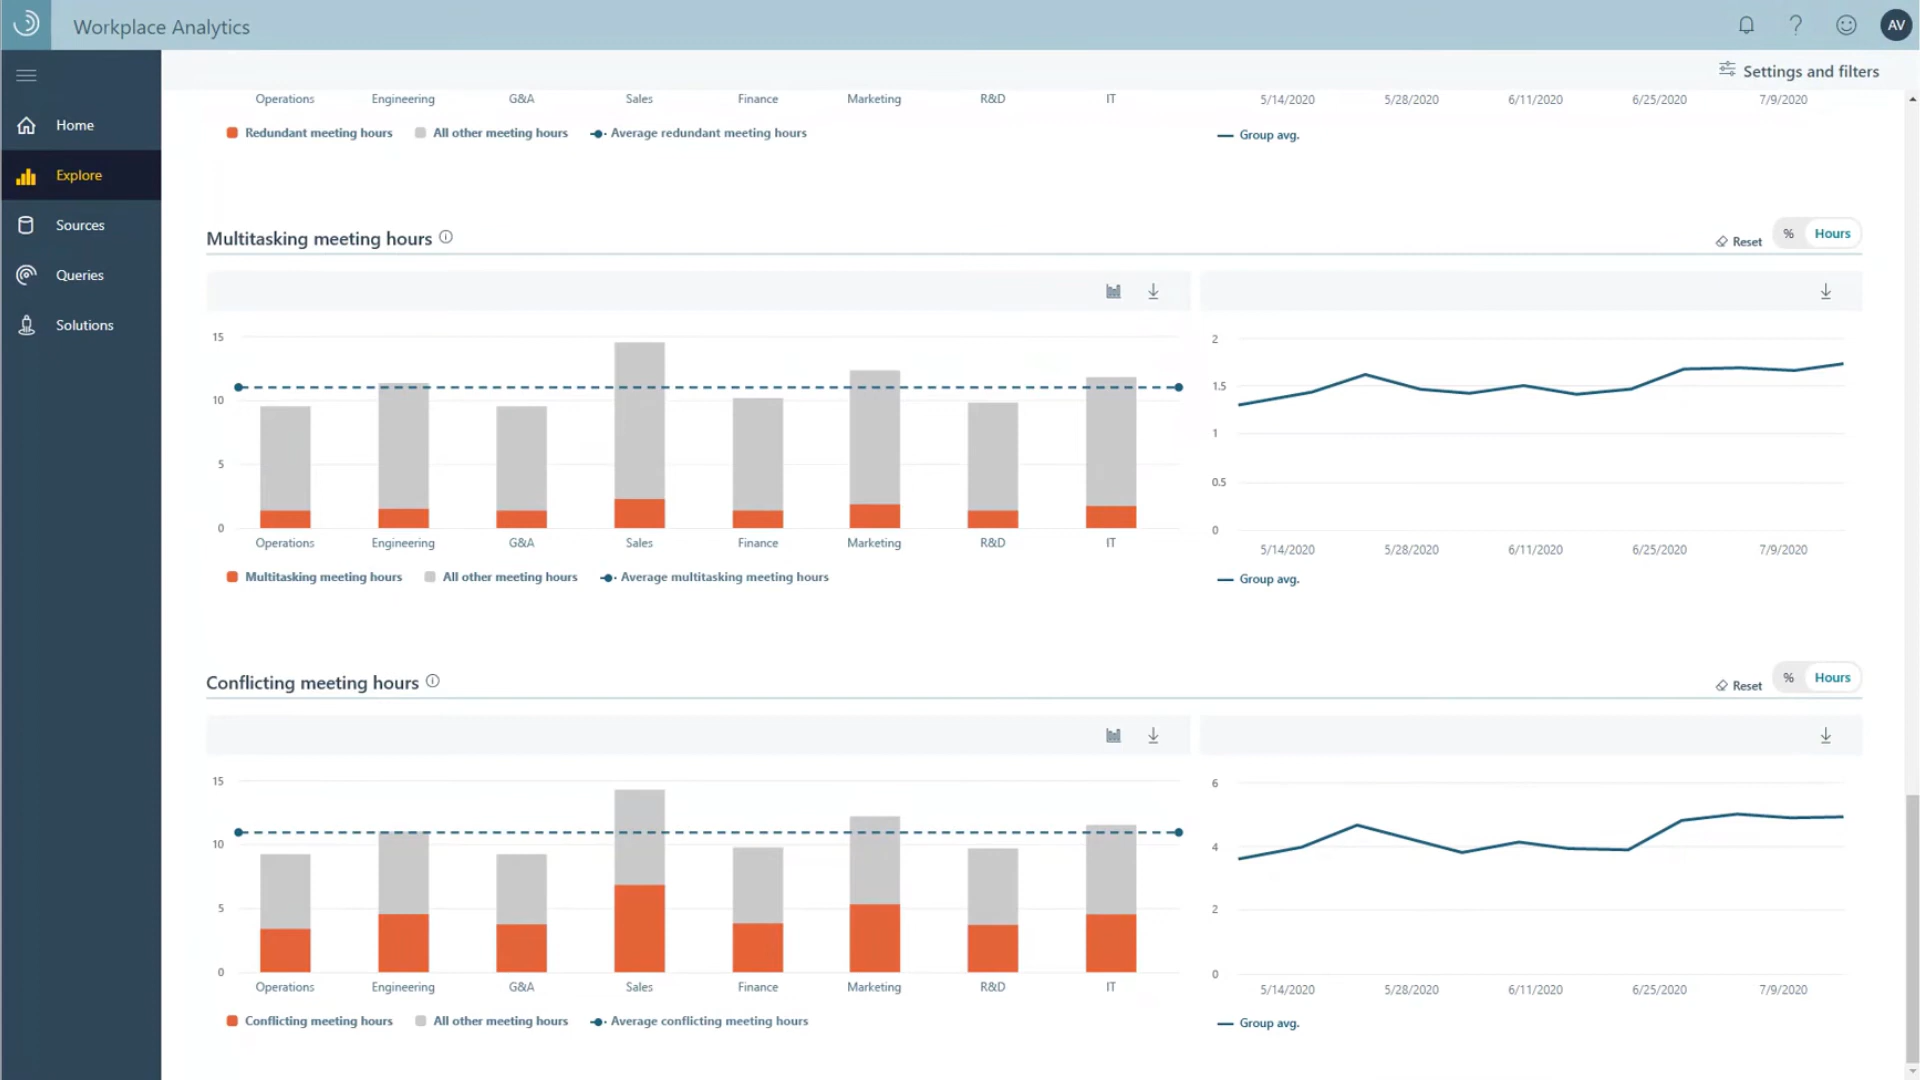 Workplace Analytics
AV
Settings and filters
Home
Explore
Sources
Queries
Solutions
Operations Engineering G&A Sales Finance Marketing R&D IT
Redundant meeting hours All other meeting hours Average redundant meeting hours
5/14/2020 5/28/2020 6/11/2020 6/25/2020 7/9/2020
Group avg.
Multitasking meeting hours
Reset % Hours
15
10
5
0
Operations Engineering G&A Sales Finance Marketing R&D IT
Multitasking meeting hours All other meeting hours Average multitasking meeting hours
2
1.5
1
0.5
0
5/14/2020 5/28/2020 6/11/2020 6/25/2020 7/9/2020
Group avg.
Conflicting meeting hours
Reset % Hours
15
10
5
0
Operations Engineering G&A Sales Finance Marketing R&D IT
Conflicting meeting hours All other meeting hours Average conflicting meeting hours
6
4
2
0
5/14/2020 5/28/2020 6/11/2020 6/25/2020 7/9/2020
Group avg.